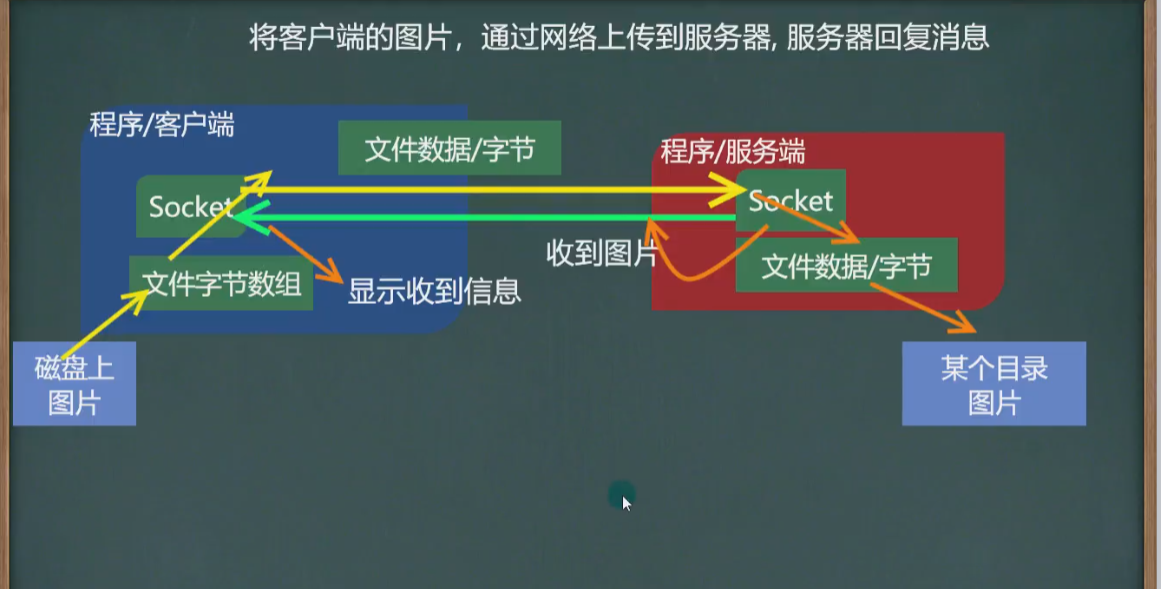 将客户端的图片，通过网络上传到服务器, 服务器回复消息
程序/客户端
文件数据/字节
程序/服务端
Socket
Socket
收到图片
文件字节数组
显示收到信息
文件数据/字节
磁盘上
图片
某个目录
图片